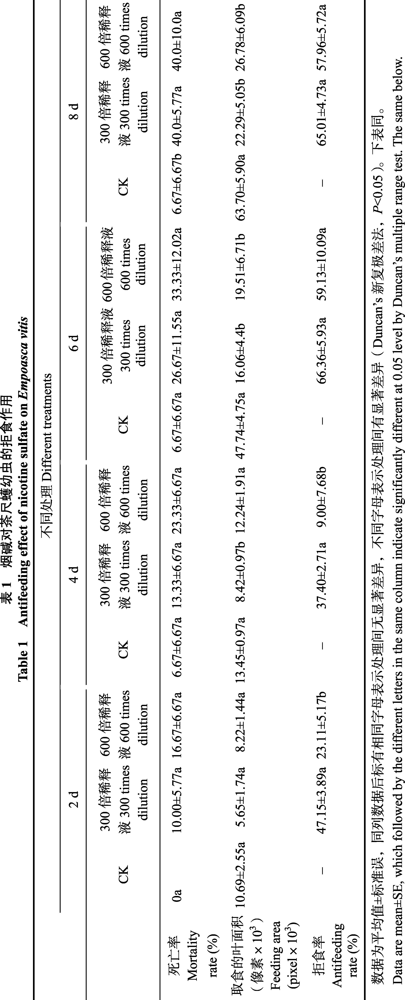 表 1 烟碱对茶尺蠖幼虫的拒食作用
Table 1 Antifeeding effect of nicotine sulfate on Empoasca vitis
不同处理 Different treatments
2 d 4 d 6 d 8 d
CK 300 倍稀释液 300 times dilution 600 倍稀释液 600 times dilution CK 300 倍稀释液 300 times dilution 600 倍稀释液 600 times dilution CK 300 倍稀释液 300 times dilution 600 倍稀释液 600 times dilution CK 300 倍稀释液 300 times dilution 600 倍稀释液 600 times dilution
死亡率 0a 10.00±5.77a 16.67±6.67a 6.67±6.67a 13.33±6.67a 23.33±6.67a 6.67±6.67a 26.67±11.55a 33.33±12.02a 6.67±6.67b 40.0±5.77a 40.0±10.0a
Mortality
rate (%)
取食的叶面积 10.69±2.55a 5.65±1.74a 8.22±1.44a 13.45±0.97a 8.42±0.97b 12.24±1.91a 47.74±4.75a 16.06±4.4b 19.51±6.71b 63.70±5.90a 22.29±5.05b 26.78±6.09b
（像素 × 10³）
Feeding area
(pixel × 10³)
拒食率 – 47.15±3.89a 23.11±5.17b – 37.40±2.71a 9.00±7.68b – 66.36±5.93a 59.13±10.09a – 65.01±4.73a 57.96±5.72a
Antifeeding
rate (%)
数据为平均值±标准误，同列数据后标有相同字母表示处理间无显著差异，不同字母表示处理间有显著差异（Duncan's 新复极差法，P<0.05）。下表同。
Data are mean±SE, which followed by the different letters in the same column indicate significantly different at 0.05 level by Duncan's multiple range test. The same below.